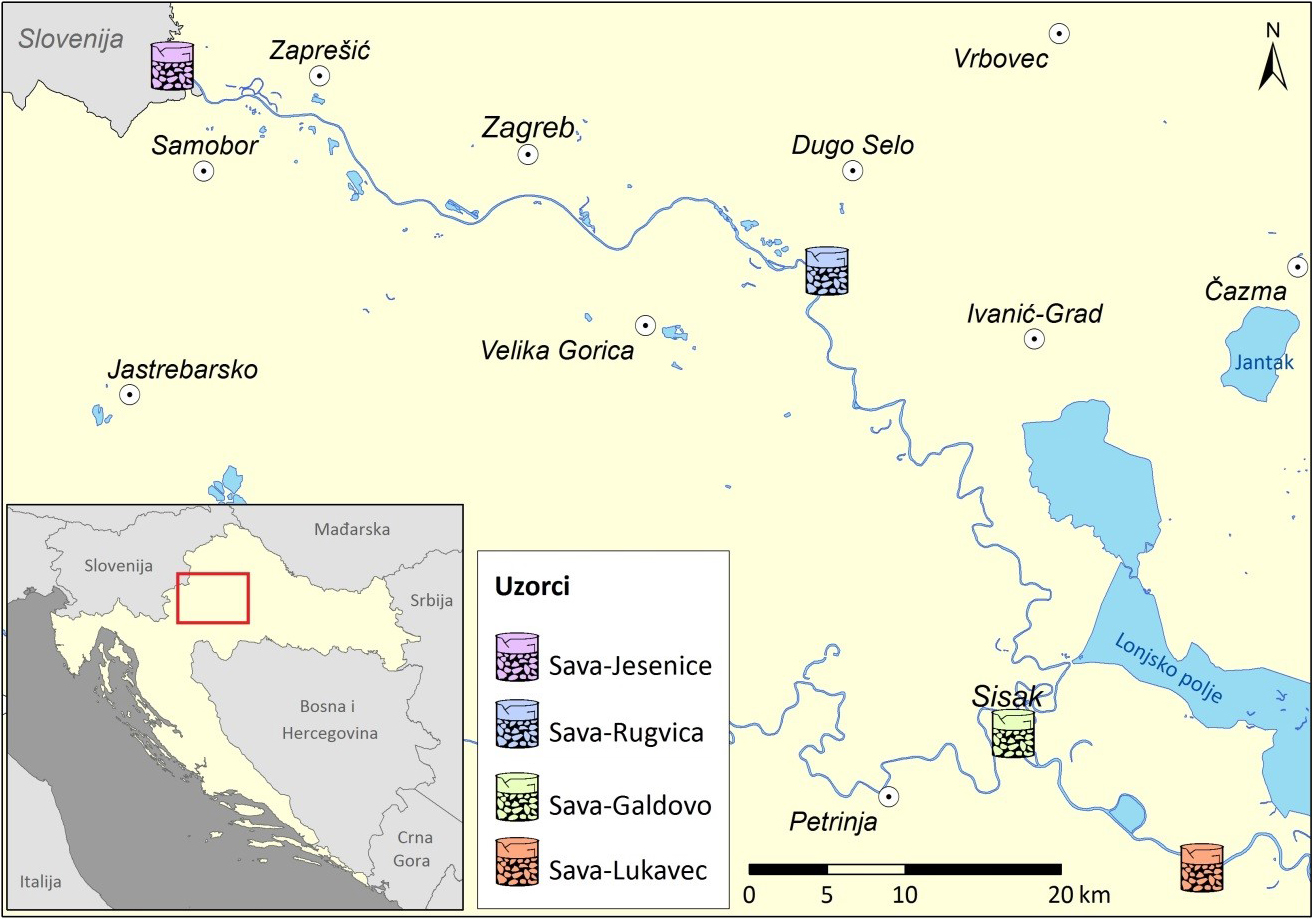 Slovenija
Zaprešić
Vrbovec
N
Samobor
Zagreb
Dugo Selo
Čazma
Ivanić-Grad
Velika Gorica
Jantak
Jastrebarsko
Lonjsko polje
Sisak
Petrinja
Mađarska
Slovenija
Srbija
Bosna i
Hercegovina
Crna
Gora
Italija
Uzorci
Sava-Jesenice
Sava-Rugvica
Sava-Galdovo
Sava-Lukavec
0 5 10 20 km